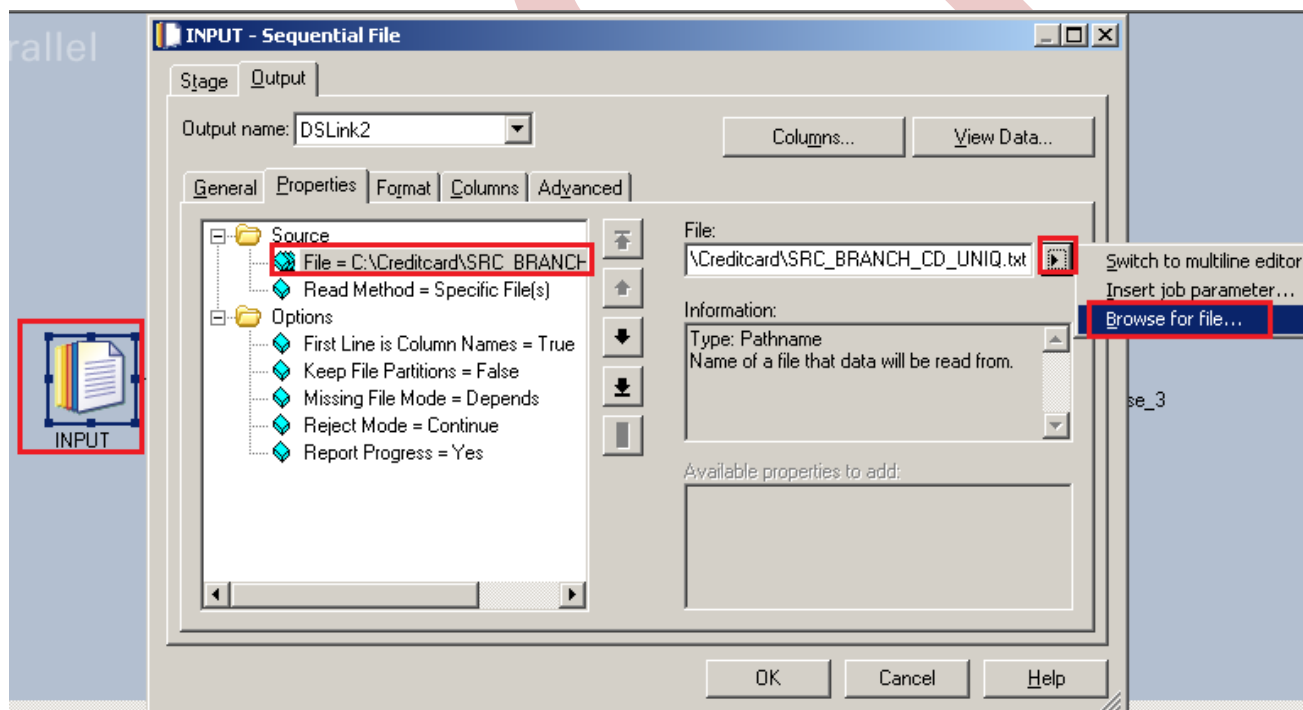 rallel
INPUT - Sequential File
Stage Output
Output name: DSLink2
Columns... View Data...
General Properties Format Columns Advanced
Source
File = C:\Creditcard\SRC_BRANCH
Read Method = Specific File(s)
Options
First Line is Column Names = True
Keep File Partitions = False
Missing File Mode = Depends
Reject Mode = Continue
Report Progress = Yes
File:
\Creditcard\SRC_BRANCH_CD_UNIQ.txt
Information:
Type: Pathname
Name of a file that data will be read from.
Available properties to add:
Switch to multiline editor
Insert job parameter...
Browse for file...
se_3
INPUT
OK Cancel Help